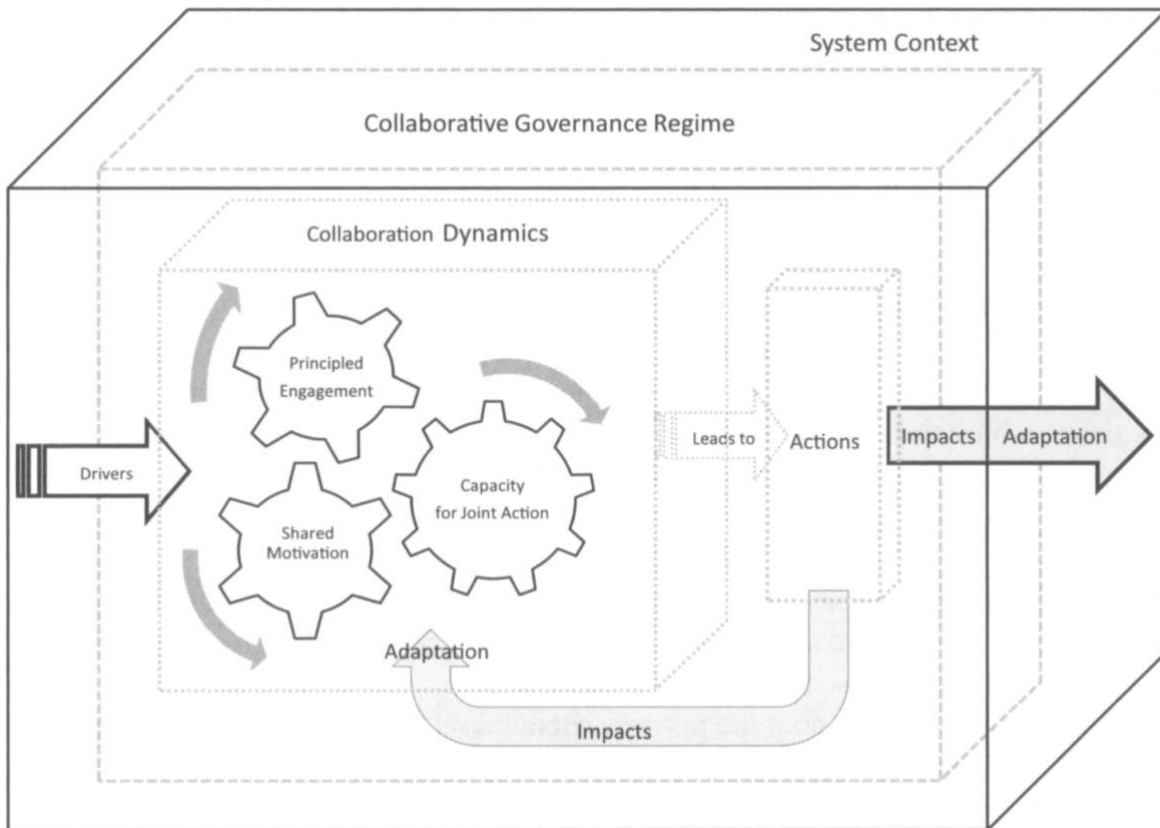 System Context
Collaborative Governance Regime
Collaboration Dynamics
Principled
Engagement
Drivers
Shared
Motivation
Capacity
for Joint Action
Leads to
Actions
Impacts
Adaptation
Adaptation
Impacts